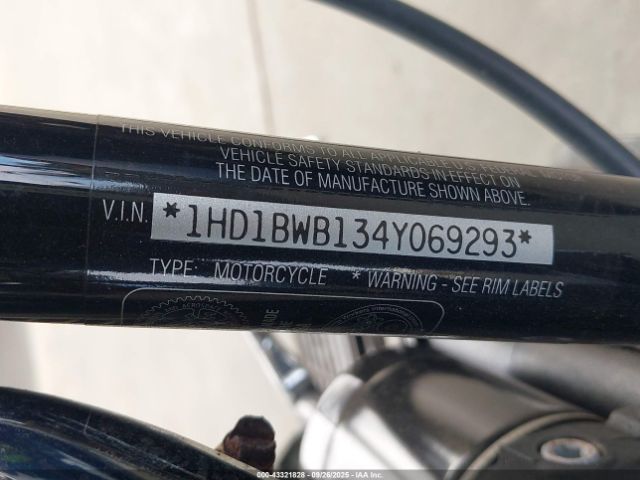 THIS VEHICLE CONFORMS TO ALL APPLICABLE
VEHICLE SAFETY STANDARDS IN EFFECT ON
THE DATE OF MANUFACTURE SHOWN ABOVE.
V.I.N. *1HD1BWB134Y069293*
TYPE: MOTORCYCLE * WARNING - SEE RIM LABELS
000-43321828 - 09/26/2025 - IAA Inc.